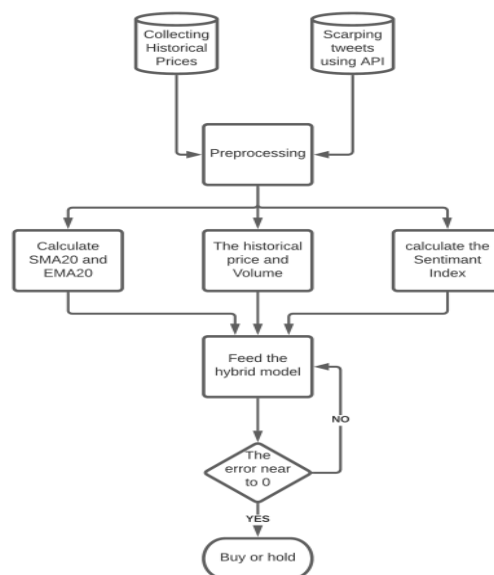 Collecting
Historical
Prices
Scarping
tweets
using API
Preprocessing
Calculate
SMA20 and
EMA20
The historical
price and
Volume
calculate the
Sentimant
Index
Feed the
hybrid model
NO
The
error near
to 0
YES
Buy or hold